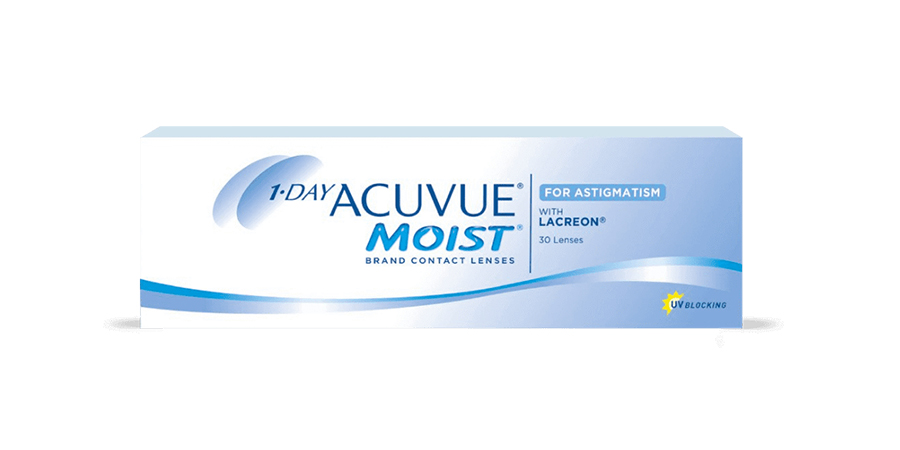 1·DAY ACUVUE®
MOIST®
BRAND CONTACT LENSES
FOR ASTIGMATISM
WITH
LACREON®
30 Lenses
UV BLOCKING